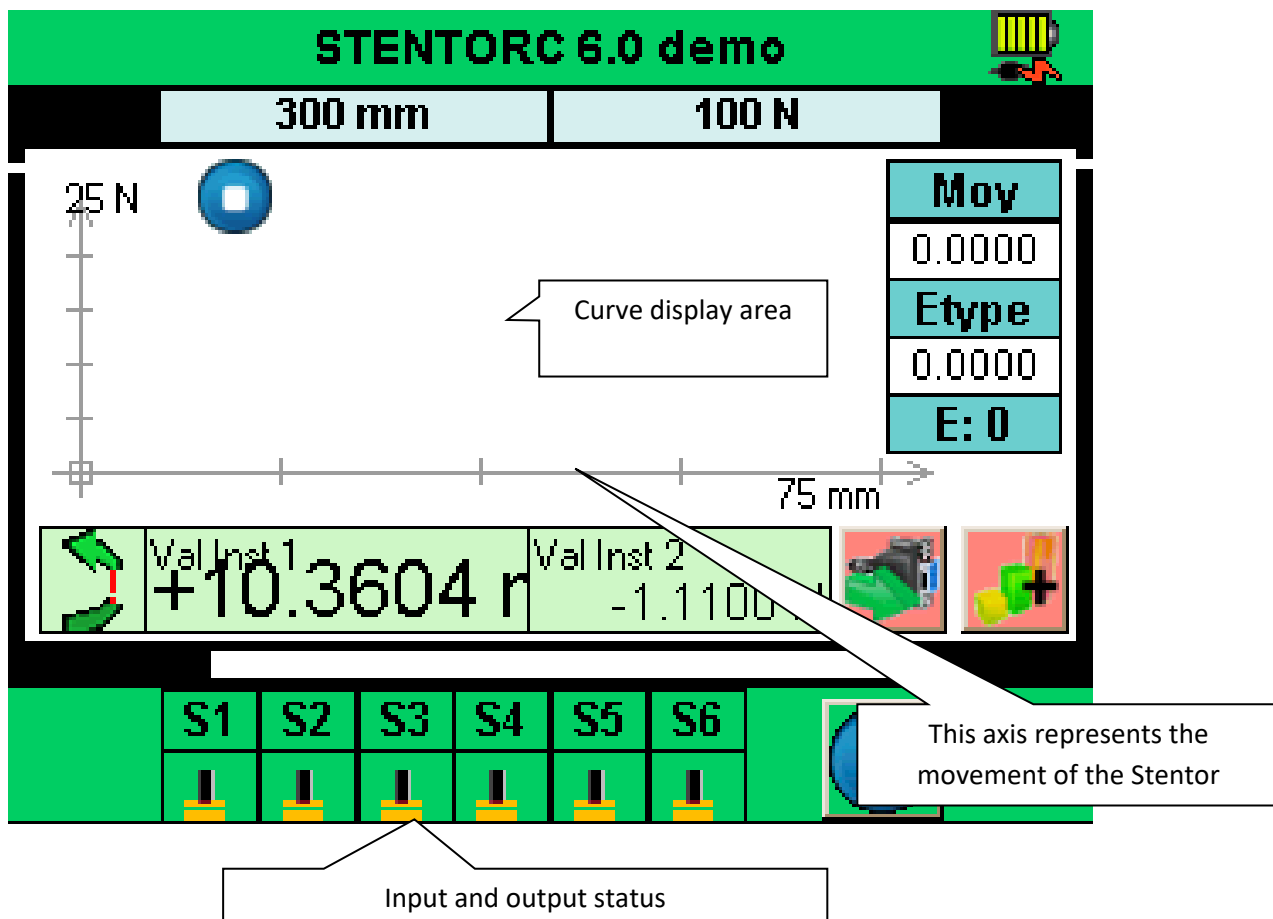 STENTORC 6.0 demo
300 mm 100 N
25 N
Moy
0.0000
Etype
0.0000
E: 0
Curve display area
75 mm
Val Inst 1
+10.3604
Val Inst 2
-1.1100
S1 S2 S3 S4 S5 S6
This axis represents the
movement of the Stentor
Input and output status